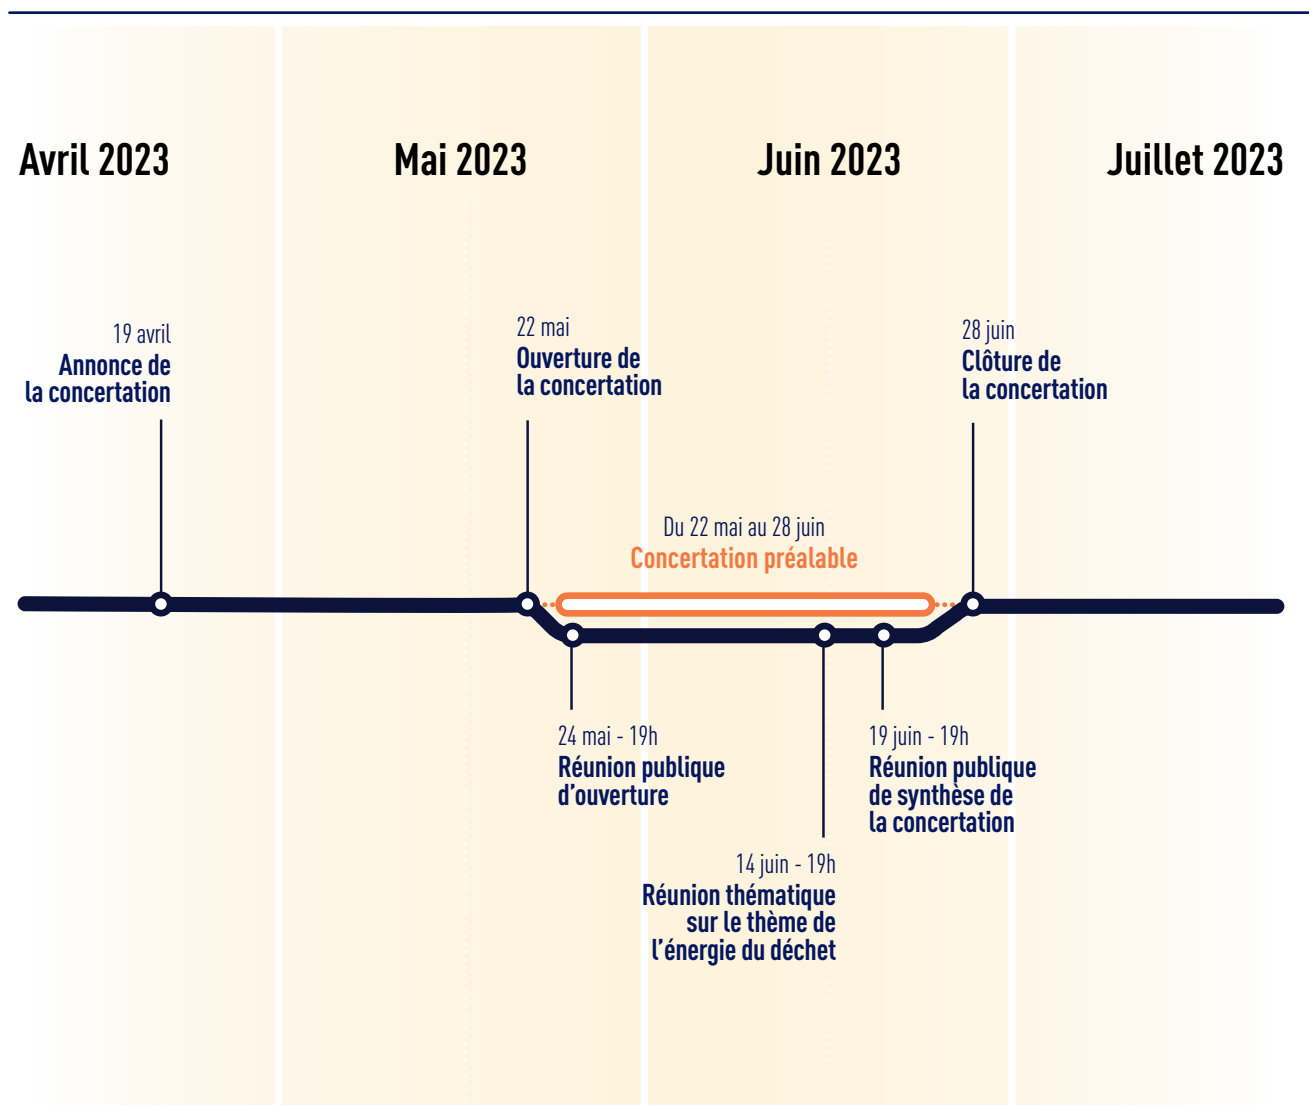 Avril 2023
Mai 2023
Juin 2023
Juillet 2023
19 avril
Annonce de
la concertation
22 mai
Ouverture de
la concertation
28 juin
Clôture de
la concertation
Du 22 mai au 28 juin
Concertation préalable
24 mai - 19h
Réunion publique
d’ouverture
19 juin - 19h
Réunion publique
de synthèse de
la concertation
14 juin - 19h
Réunion thématique
sur le thème de
l’énergie du déchet